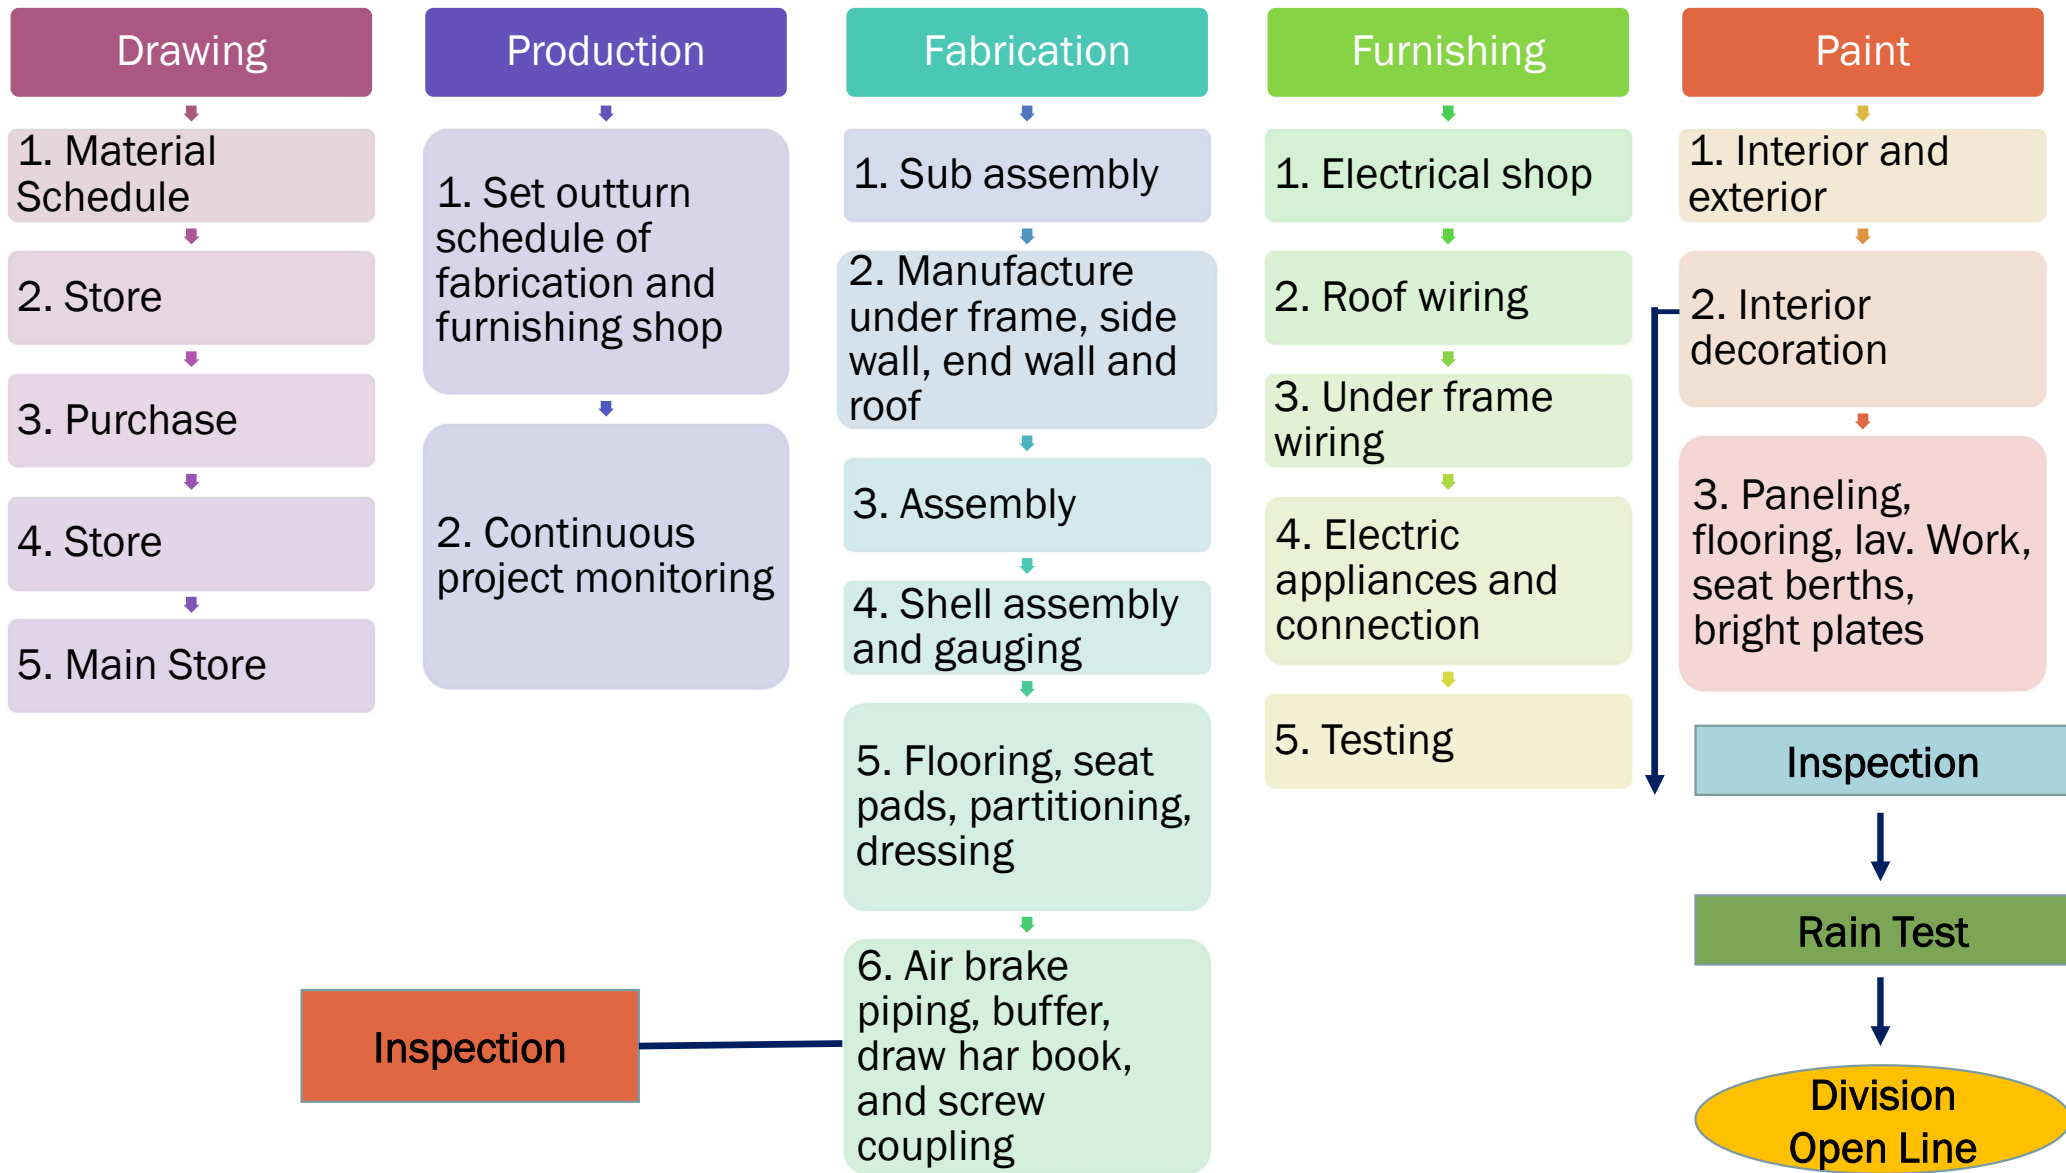 Drawing
1. Material
Schedule
2. Store
3. Purchase
4. Store
5. Main Store
Production
1. Set outturn
schedule of
fabrication and
furnishing shop
2. Continuous
project monitoring
Fabrication
1. Sub assembly
2. Manufacture
under frame, side
wall, end wall and
roof
3. Assembly
4. Shell assembly
and gauging
5. Flooring, seat
pads, partitioning,
dressing
6. Air brake
piping, buffer,
draw har book,
and screw
coupling
Inspection
Furnishing
1. Electrical shop
2. Roof wiring
3. Under frame
wiring
4. Electric
appliances and
connection
5. Testing
Paint
1. Interior and
exterior
2. Interior
decoration
3. Paneling,
flooring, lav. Work,
seat berths,
bright plates
Inspection
Rain Test
Division
Open Line